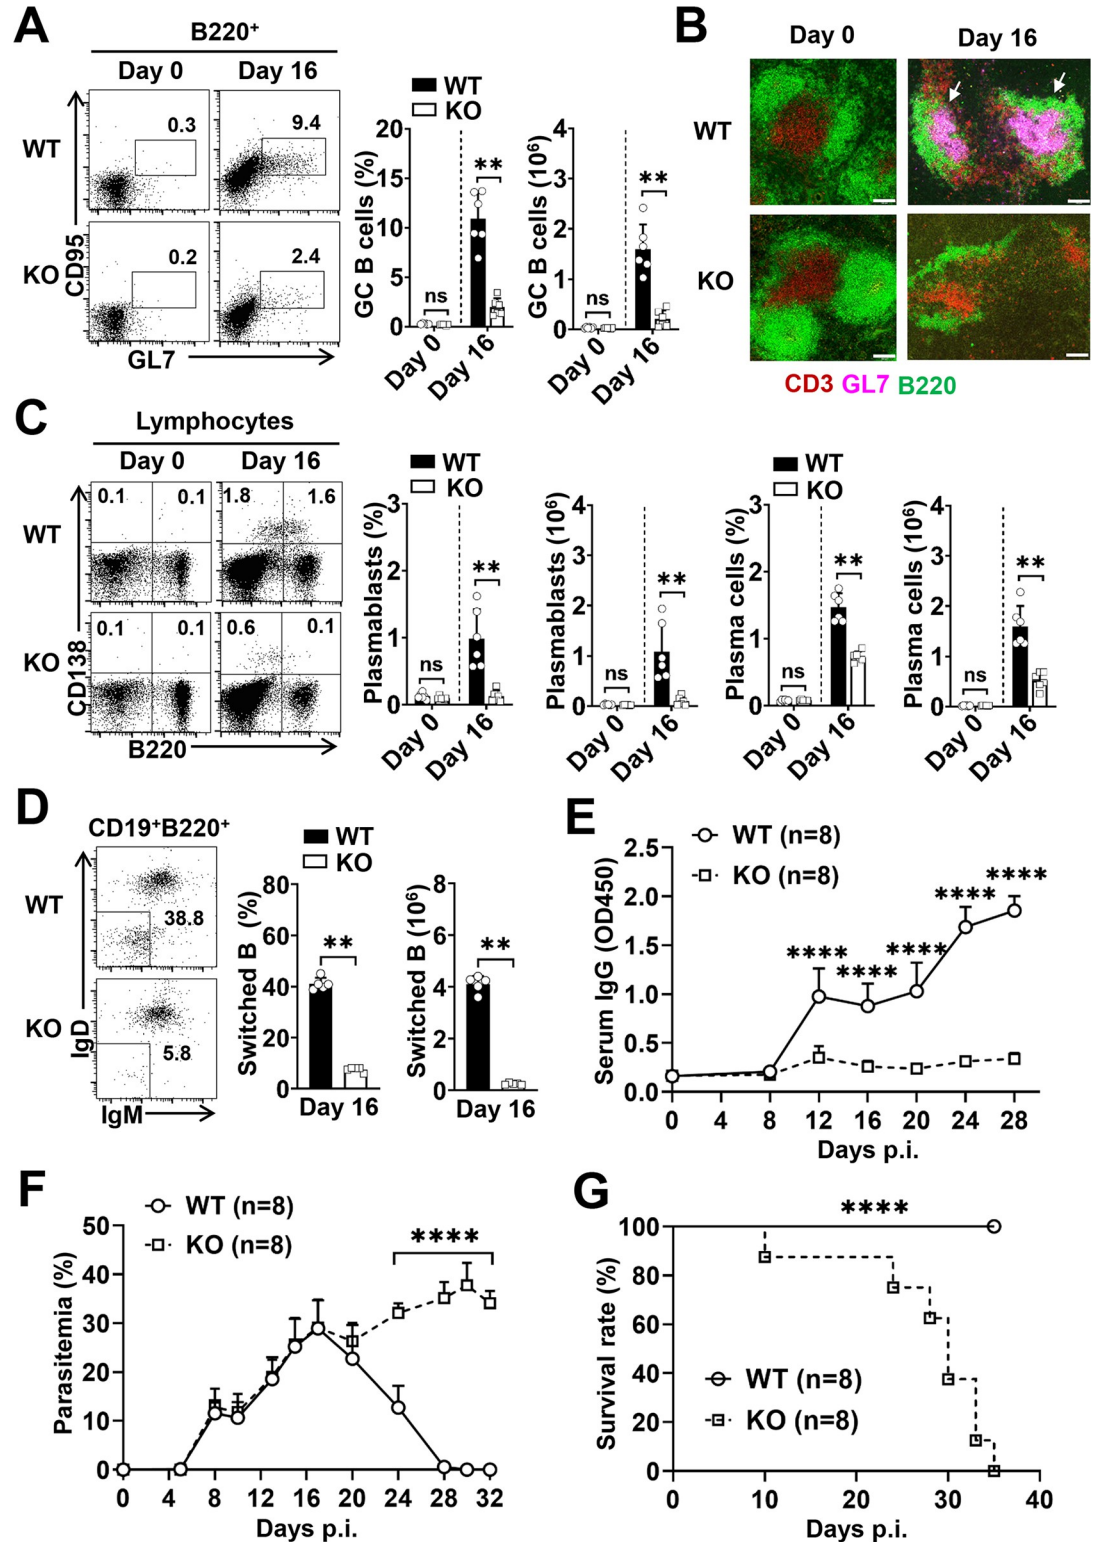 A
B220+
Day 0
Day 16
WT
0.3
9.4
KO
0.2
2.4
CD95
GL7
WT
KO
GC B cells (%)
20
15
10
5
0
ns
**
Day 0
Day 16
GC B cells (10⁶)
4
3
2
1
0
ns
**
Day 0
Day 16
B
Day 0
Day 16
WT
KO
CD3 GL7 B220
C
Lymphocytes
Day 0
Day 16
WT
0.1
0.1
1.8
1.6
KO
0.1
0.1
0.6
0.1
CD138
B220
WT
KO
Plasmablasts (%)
3
2
1
0
ns
**
Day 0
Day 16
Plasmablasts (10⁶)
4
3
2
1
0
ns
**
Day 0
Day 16
WT
KO
Plasma cells (%)
3
2
1
0
ns
**
Day 0
Day 16
Plasma cells (10⁶)
4
3
2
1
0
ns
**
Day 0
Day 16
D
CD19+B220+
WT
38.8
KO
5.8
IgD
IgM
WT
KO
Switched B (%)
80
60
40
20
0
**
Day 16
Switched B (10⁶)
8
6
4
2
0
**
Day 16
E
WT (n=8)
KO (n=8)
Serum IgG (OD450)
2.5
2.0
1.5
1.0
0.5
0.0
****
****
****
****
****
0 4 8 12 16 20 24 28
Days p.i.
F
WT (n=8)
KO (n=8)
Parasitemia (%)
50
40
30
20
10
0
****
0 4 8 12 16 20 24 28 32
Days p.i.
G
****
Survival rate (%)
100
80
60
40
20
0
WT (n=8)
KO (n=8)
0 10 20 30 40
Days p.i.